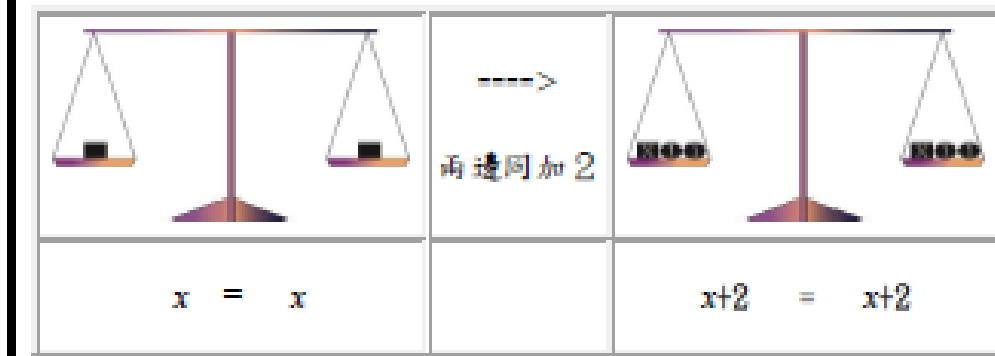 ---->
兩邊同加2
x = x
x+2 = x+2